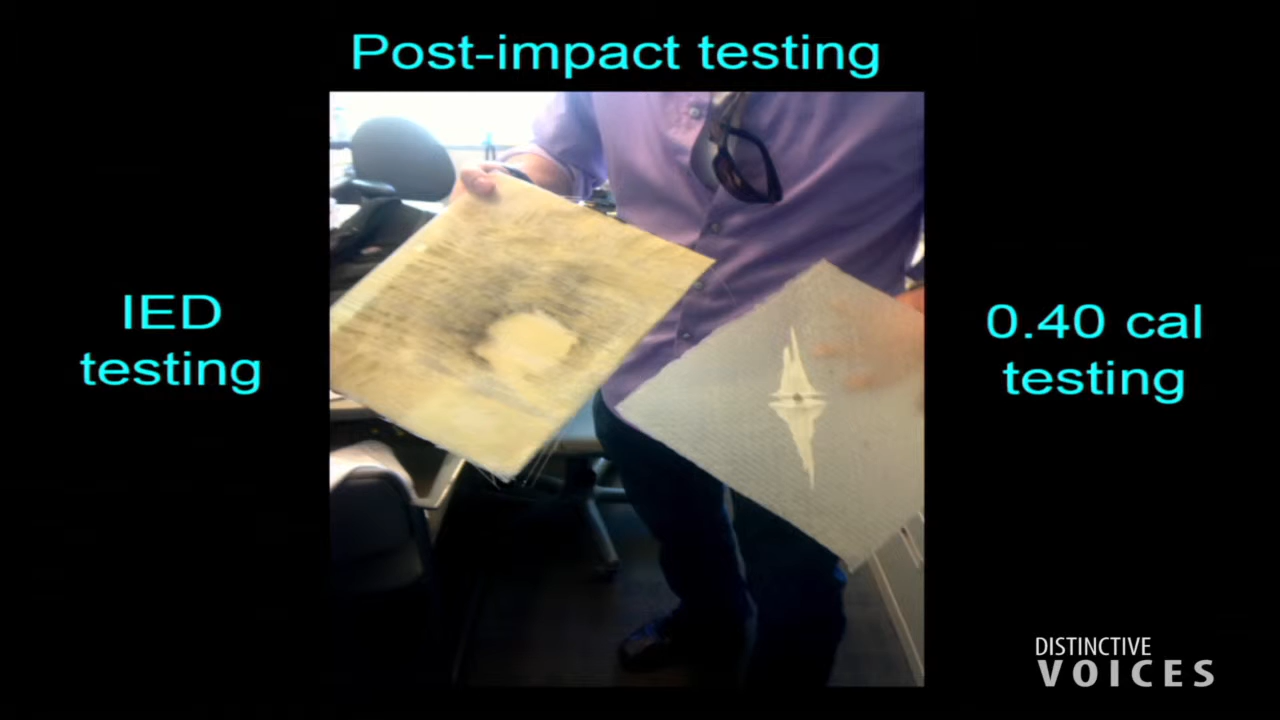 Post-impact testing
IED
testing
0.40 cal
testing
DISTINCTIVE
VOICES